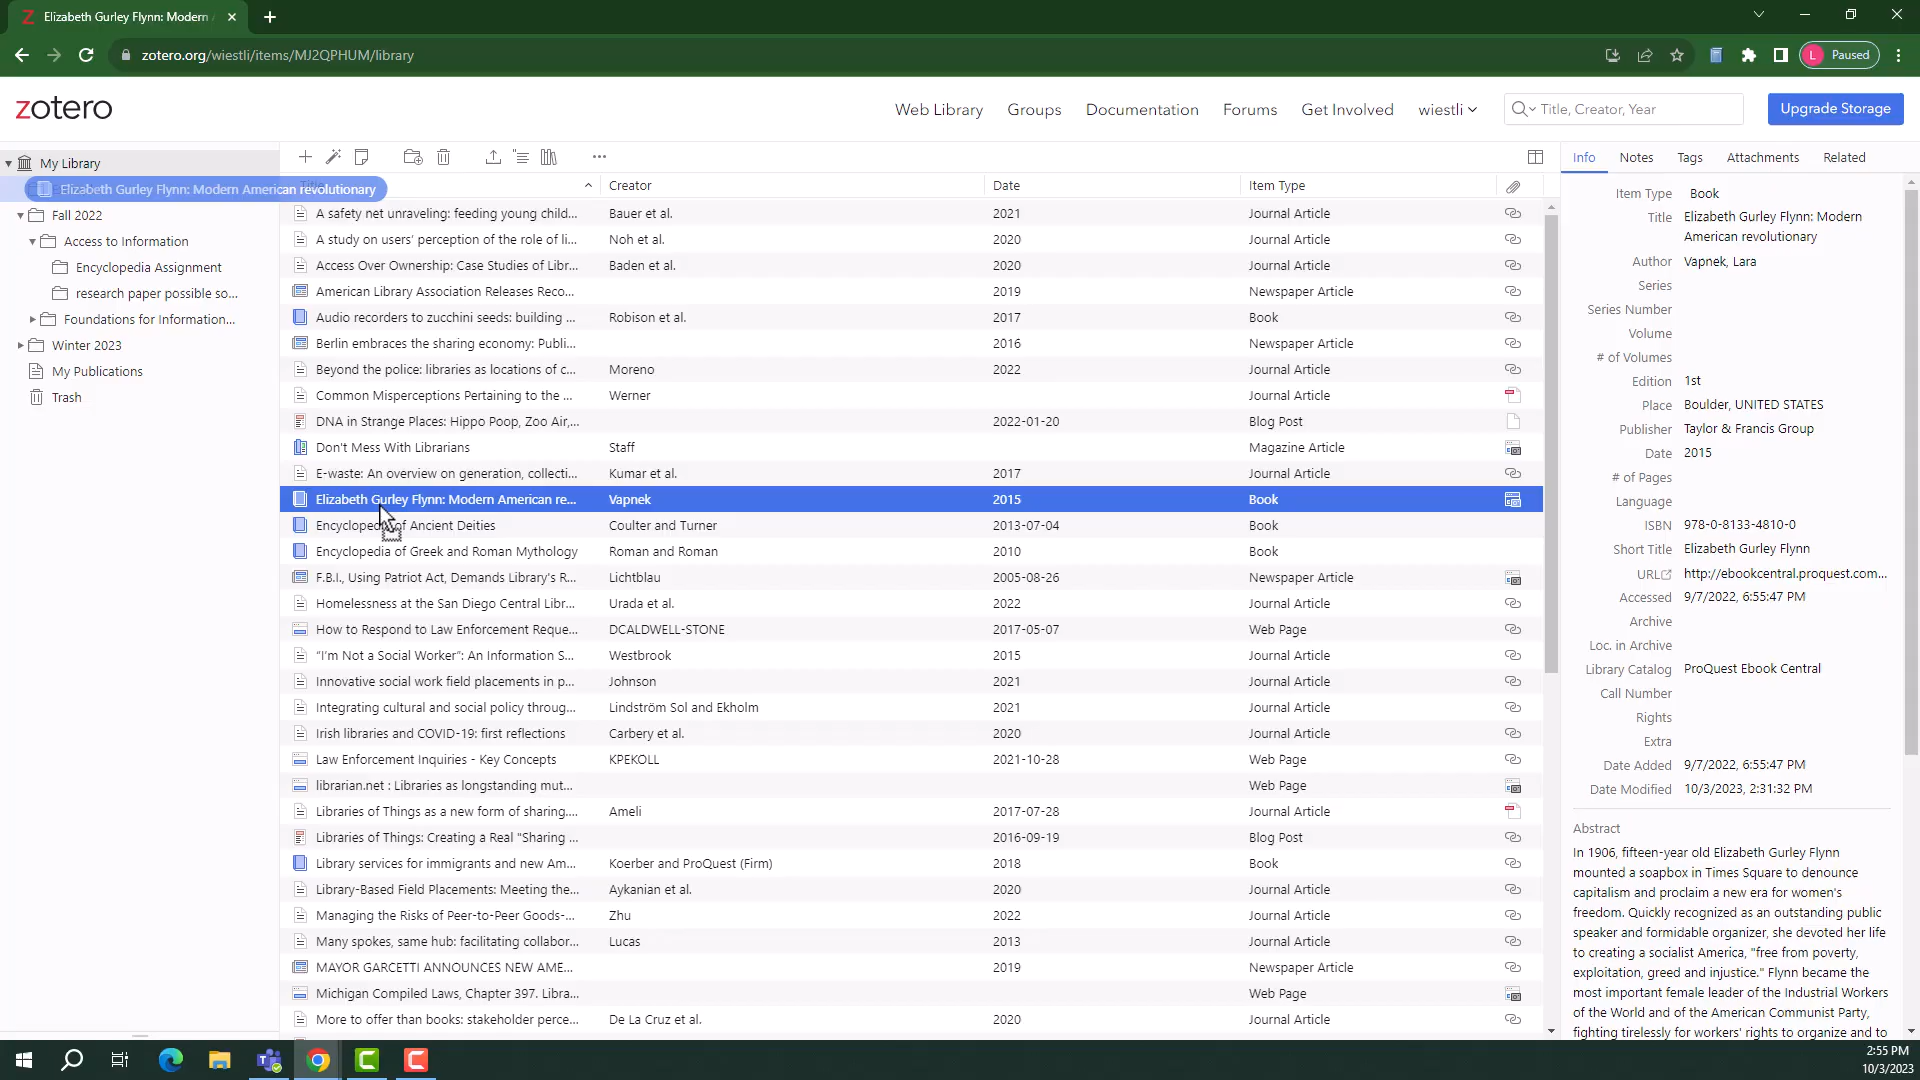 Elizabeth Gurley Flynn: Modern
zotero.org/wiestli/items/MJ2QPHUM/library
L Paused
zotero
Web Library Groups Documentation Forums Get Involved wiestli
Title, Creator, Year
Upgrade Storage
My Library
Elizabeth Gurley Flynn: Modern American revolutionary
Fall 2022
Access to Information
Encyclopedia Assignment
research paper possible so...
Foundations for Information...
Winter 2023
My Publications
Trash
Creator Date Item Type
A safety net unraveling: feeding young child... Bauer et al. 2021 Journal Article
A study on users' perception of the role of li... Noh et al. 2020 Journal Article
Access Over Ownership: Case Studies of Libr... Baden et al. 2020 Journal Article
American Library Association Releases Reco... 2019 Newspaper Article
Audio recorders to zucchini seeds: building ... Robison et al. 2017 Book
Berlin embraces the sharing economy: Publi... 2016 Newspaper Article
Beyond the police: libraries as locations of c... Moreno 2022 Journal Article
Common Misperceptions Pertaining to the ... Werner Journal Article
DNA in Strange Places: Hippo Poop, Zoo Air,... 2022-01-20 Blog Post
Don't Mess With Librarians Staff Magazine Article
E-waste: An overview on generation, collecti... Kumar et al. 2017 Journal Article
Elizabeth Gurley Flynn: Modern American re... Vapnek 2015 Book
Encyclopedia of Ancient Deities Coulter and Turner 2013-07-04 Book
Encyclopedia of Greek and Roman Mythology Roman and Roman 2010 Book
F.B.I., Using Patriot Act, Demands Library's R... Lichtblau 2005-08-26 Newspaper Article
Homelessness at the San Diego Central Libr... Urada et al. 2022 Journal Article
How to Respond to Law Enforcement Reque... DCALDWELL-STONE 2017-05-07 Web Page
"I'm Not a Social Worker": An Information S... Westbrook 2015 Journal Article
Innovative social work field placements in p... Johnson 2021 Journal Article
Integrating cultural and social policy throug... Lindström Sol and Ekholm 2021 Journal Article
Irish libraries and COVID-19: first reflections Carbery et al. 2020 Journal Article
Law Enforcement Inquiries - Key Concepts KPEKOLL 2021-10-28 Web Page
librarian.net : Libraries as longstanding mut... Web Page
Libraries of Things as a new form of sharing.... Ameli 2017-07-28 Journal Article
Libraries of Things: Creating a Real "Sharing ... 2016-09-19 Blog Post
Library services for immigrants and new Am... Koerber and ProQuest (Firm) 2018 Book
Library-Based Field Placements: Meeting the... Aykanian et al. 2020 Journal Article
Managing the Risks of Peer-to-Peer Goods-... Zhu 2022 Journal Article
Many spokes, same hub: facilitating collabor... Lucas 2013 Journal Article
MAYOR GARCETTI ANNOUNCES NEW AME... 2019 Newspaper Article
Michigan Compiled Laws, Chapter 397. Libra... Web Page
More to offer than books: stakeholder perce... De La Cruz et al. 2020 Journal Article
Info Notes Tags Attachments Related
Item Type Book
Title Elizabeth Gurley Flynn: Modern
American revolutionary
Author Vapnek, Lara
Series
Series Number
Volume
# of Volumes
Edition 1st
Place Boulder, UNITED STATES
Publisher Taylor & Francis Group
Date 2015
# of Pages
Language
ISBN 978-0-8133-4810-0
Short Title Elizabeth Gurley Flynn
URL http://ebookcentral.proquest.com...
Accessed 9/7/2022, 6:55:47 PM
Archive
Loc. in Archive
Library Catalog ProQuest Ebook Central
Call Number
Rights
Extra
Date Added 9/7/2022, 6:55:47 PM
Date Modified 10/3/2023, 2:31:32 PM
Abstract
In 1906, fifteen-year old Elizabeth Gurley Flynn
mounted a soapbox in Times Square to denounce
capitalism and proclaim a new era for women's
freedom. Quickly recognized as an outstanding public
speaker and formidable organizer, she devoted her life
to creating a socialist America, "free from poverty,
exploitation, greed and injustice." Flynn became the
most important female leader of the Industrial Workers
of the World and of the American Communist Party,
fighting tirelessly for workers' rights to organize and to
2:55 PM
10/3/2023